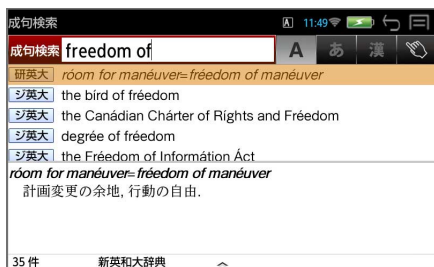 成句検索 A 11:49
成句検索 freedom of A あ 漢
研英大 róom for manéuver=fréedom of manéuver
ジ英大 the bírd of fréedom
ジ英大 the Canádian Chárter of Ríghts and Fréedom
ジ英大 degrée of fréedom
ジ英大 the Fréedom of Informátion Áct
róom for manéuver=fréedom of manéuver
計画変更の余地, 行動の自由.
35 件 新英和大辞典